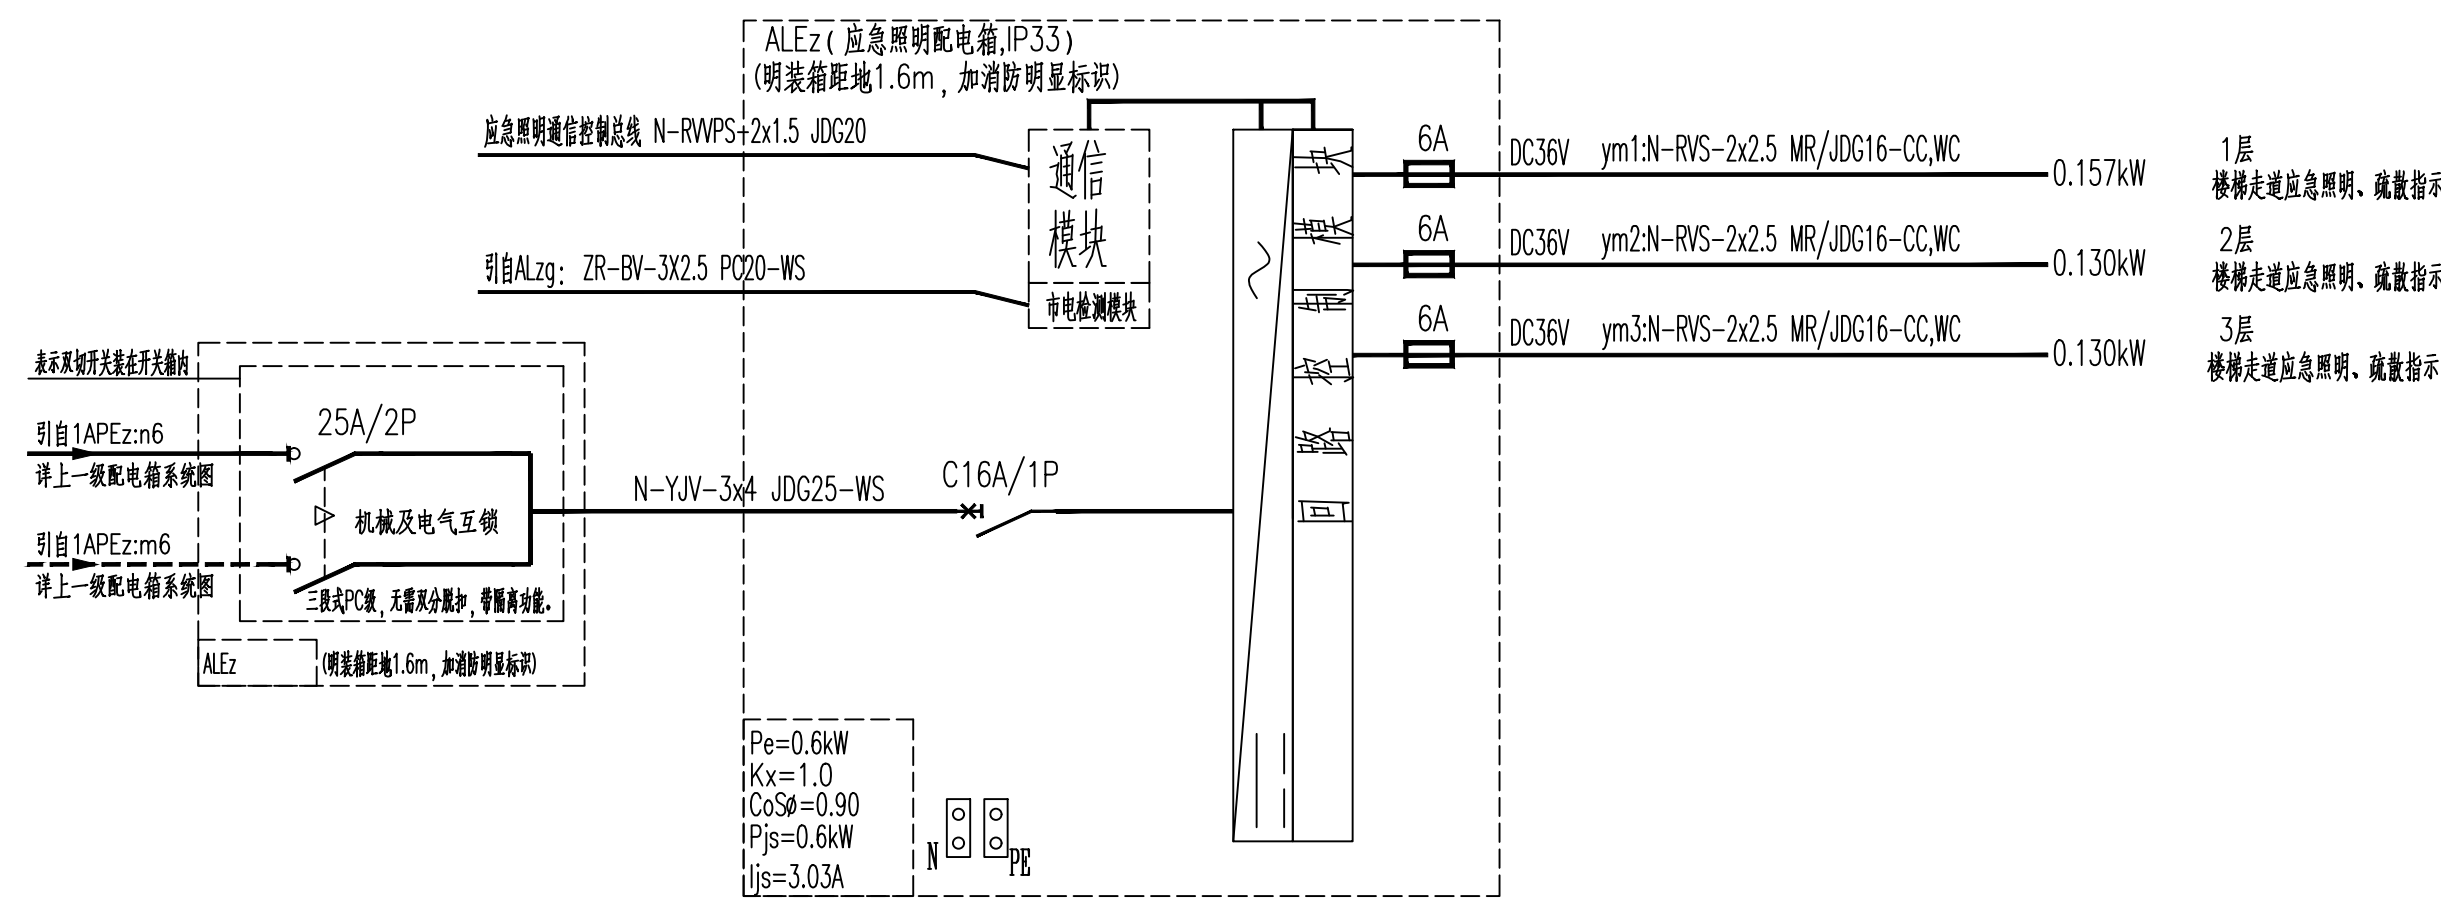 ALEz(应急照明配电箱,IP33)
(明装箱距地1.6m,加消防明显标识)
应急照明通信控制总线 N-RVVPS-2x1.5 JDG20
通信
模块
引自ALzg: ZR-BV-3X2.5 PC20-WS
市电检测模块
回路控制模块
6A
DC36V ym1:N-RVS-2x2.5 MR/JDG16-CC,WC
0.157kW
1层
楼梯走道应急照明、疏散指示
6A
DC36V ym2:N-RVS-2x2.5 MR/JDG16-CC,WC
0.130kW
2层
楼梯走道应急照明、疏散指示
6A
DC36V ym3:N-RVS-2x2.5 MR/JDG16-CC,WC
0.130kW
3层
楼梯走道应急照明、疏散指示
表示双切开关装在开关箱内
25A/2P
引自1APEz:n6
详上一级配电箱系统图
机械及电气互锁
引自1APEz:m6
详上一级配电箱系统图
三段式PC级,无需双分脱扣,带隔离功能。
ALEz
(明装箱距地1.6m,加消防明显标识)
N-YJV-3x4 JDG25-WS
C16A/1P
Pe=0.6kW
Kx=1.0
CoSø=0.90
Pjs=0.6kW
Ijs=3.03A
N
PE